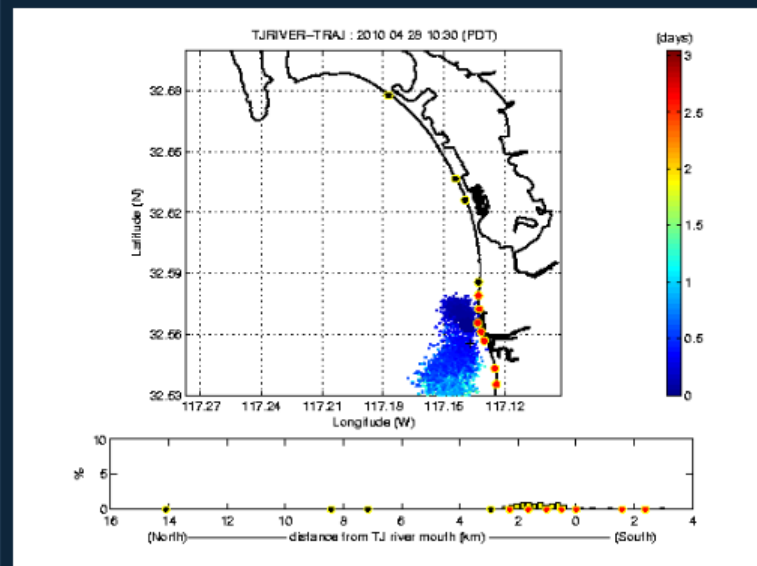 TJRIVER-TRAJ : 2010 04 28 10:30 (PDT)
(days)
3
2.5
2
1.5
1
0.5
0
Latitude (N)
32.68
32.65
32.62
32.59
32.56
32.53
117.27 117.24 117.21 117.18 117.15 117.12
Longitude (W)
%
10
5
0
16 14 12 10 8 6 4 2 0 2 4
(North) distance from TJ river mouth (km) (South)